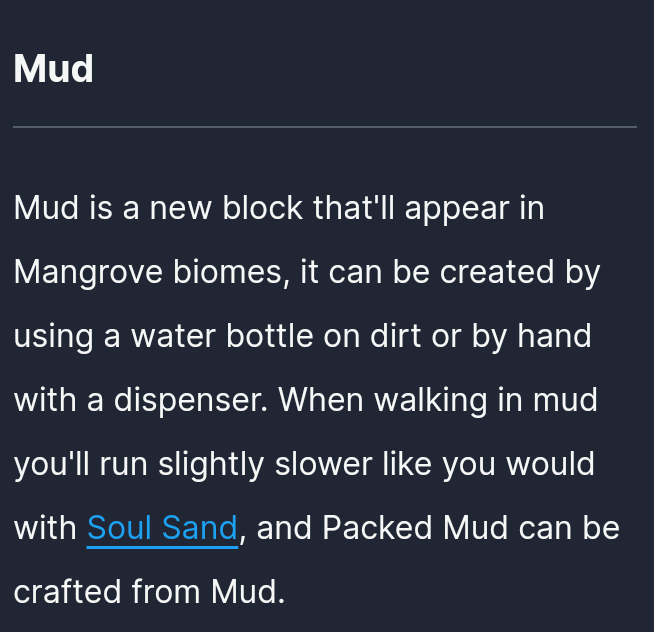 Mud
Mud is a new block that'll appear in
Mangrove biomes, it can be created by
using a water bottle on dirt or by hand
with a dispenser. When walking in mud
you'll run slightly slower like you would
with Soul Sand, and Packed Mud can be
crafted from Mud.